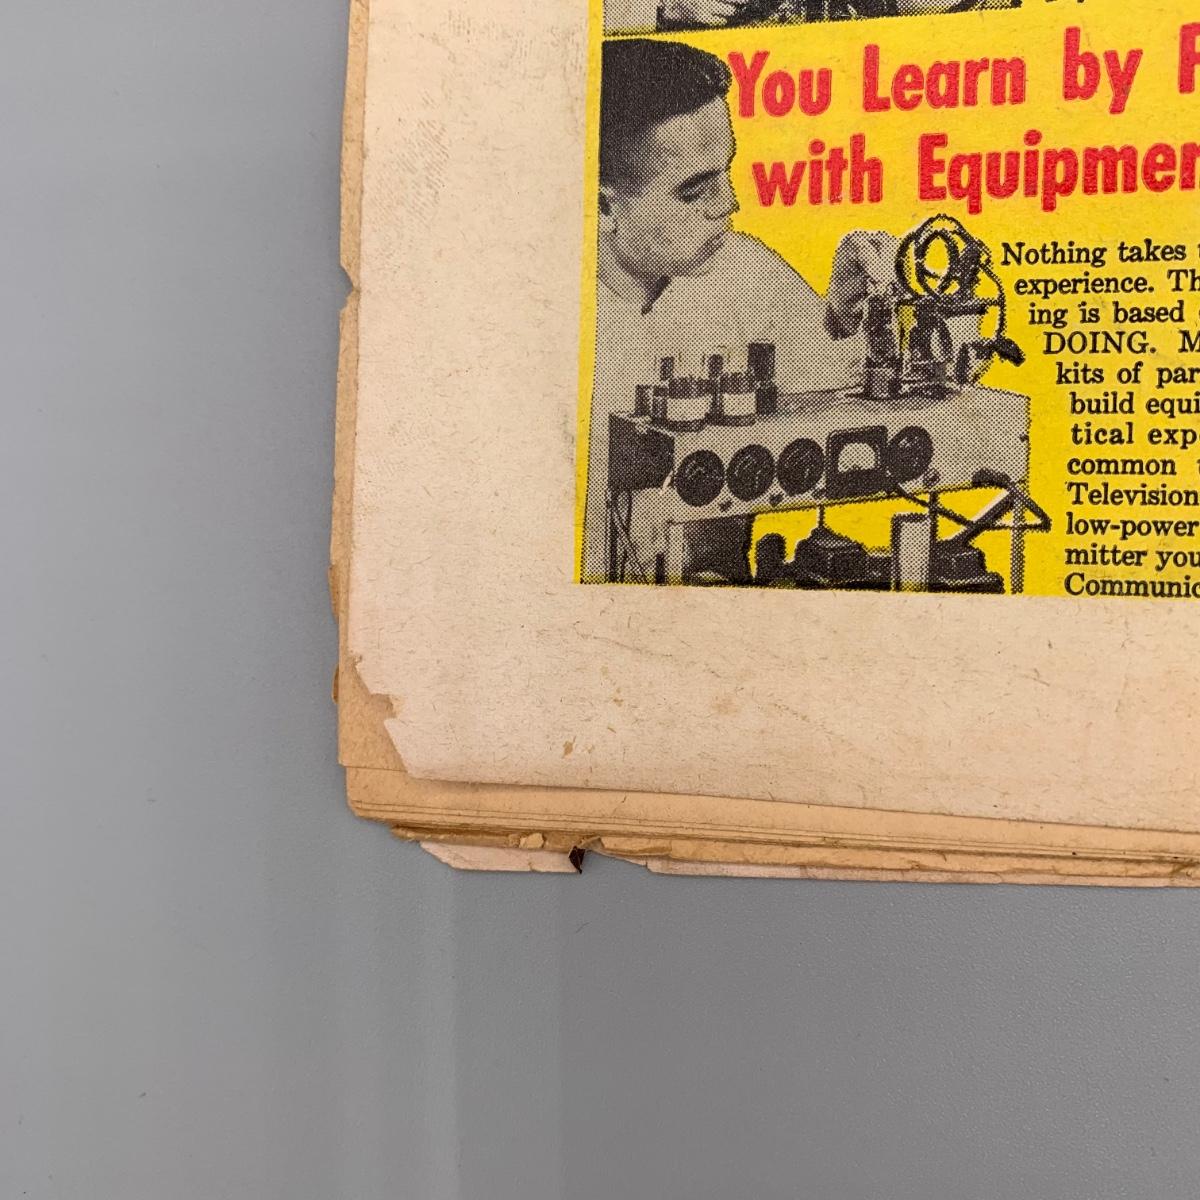 You Learn by
with Equipmen
Nothing takes
experience. Th
ing is based
DOING. M
kits of par
build equi
tical exp
common
Television
low-power
mitter you
Communic